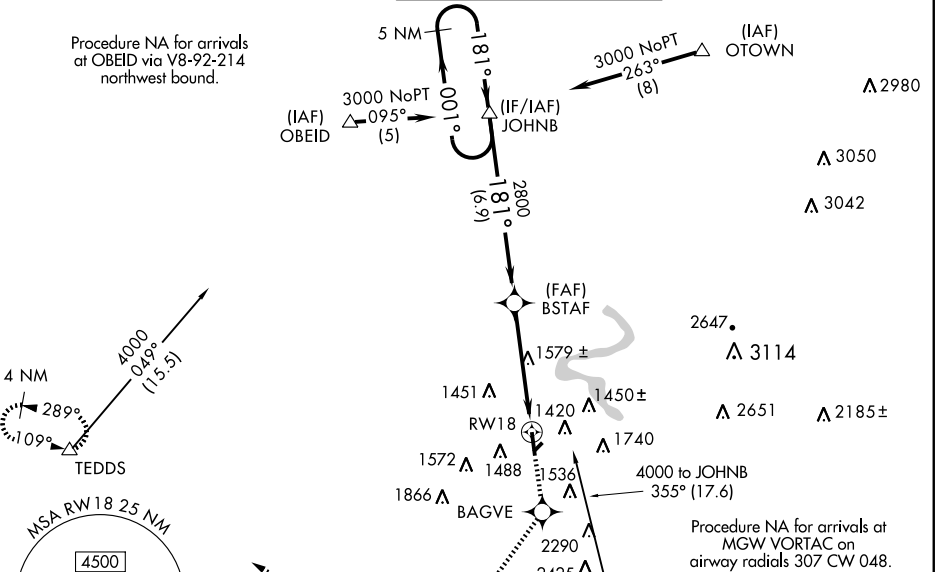 Procedure NA for arrivals
at OBEID via V8-92-214
northwest bound.
5 NM
181°
001°
3000 NoPT
263°
(8)
(IAF)
OTOWN
2980
(IAF)
OBEID
3000 NoPT
095°
(5)
(IF/IAF)
JOHNB
3050
3042
2800
181°
(6.9)
(FAF)
BSTAF
2647
3114
4000
049°
(15.5)
4 NM
289°
109°
TEDDS
1579 ±
1451
1450±
2651
2185±
RW18
1420
1740
1572
1488
1536
1866
4000 to JOHNB
355° (17.6)
BAGVE
2290
MSA RW18 25 NM
4500
Procedure NA for arrivals at
MGW VORTAC on
airway radials 307 CW 048.